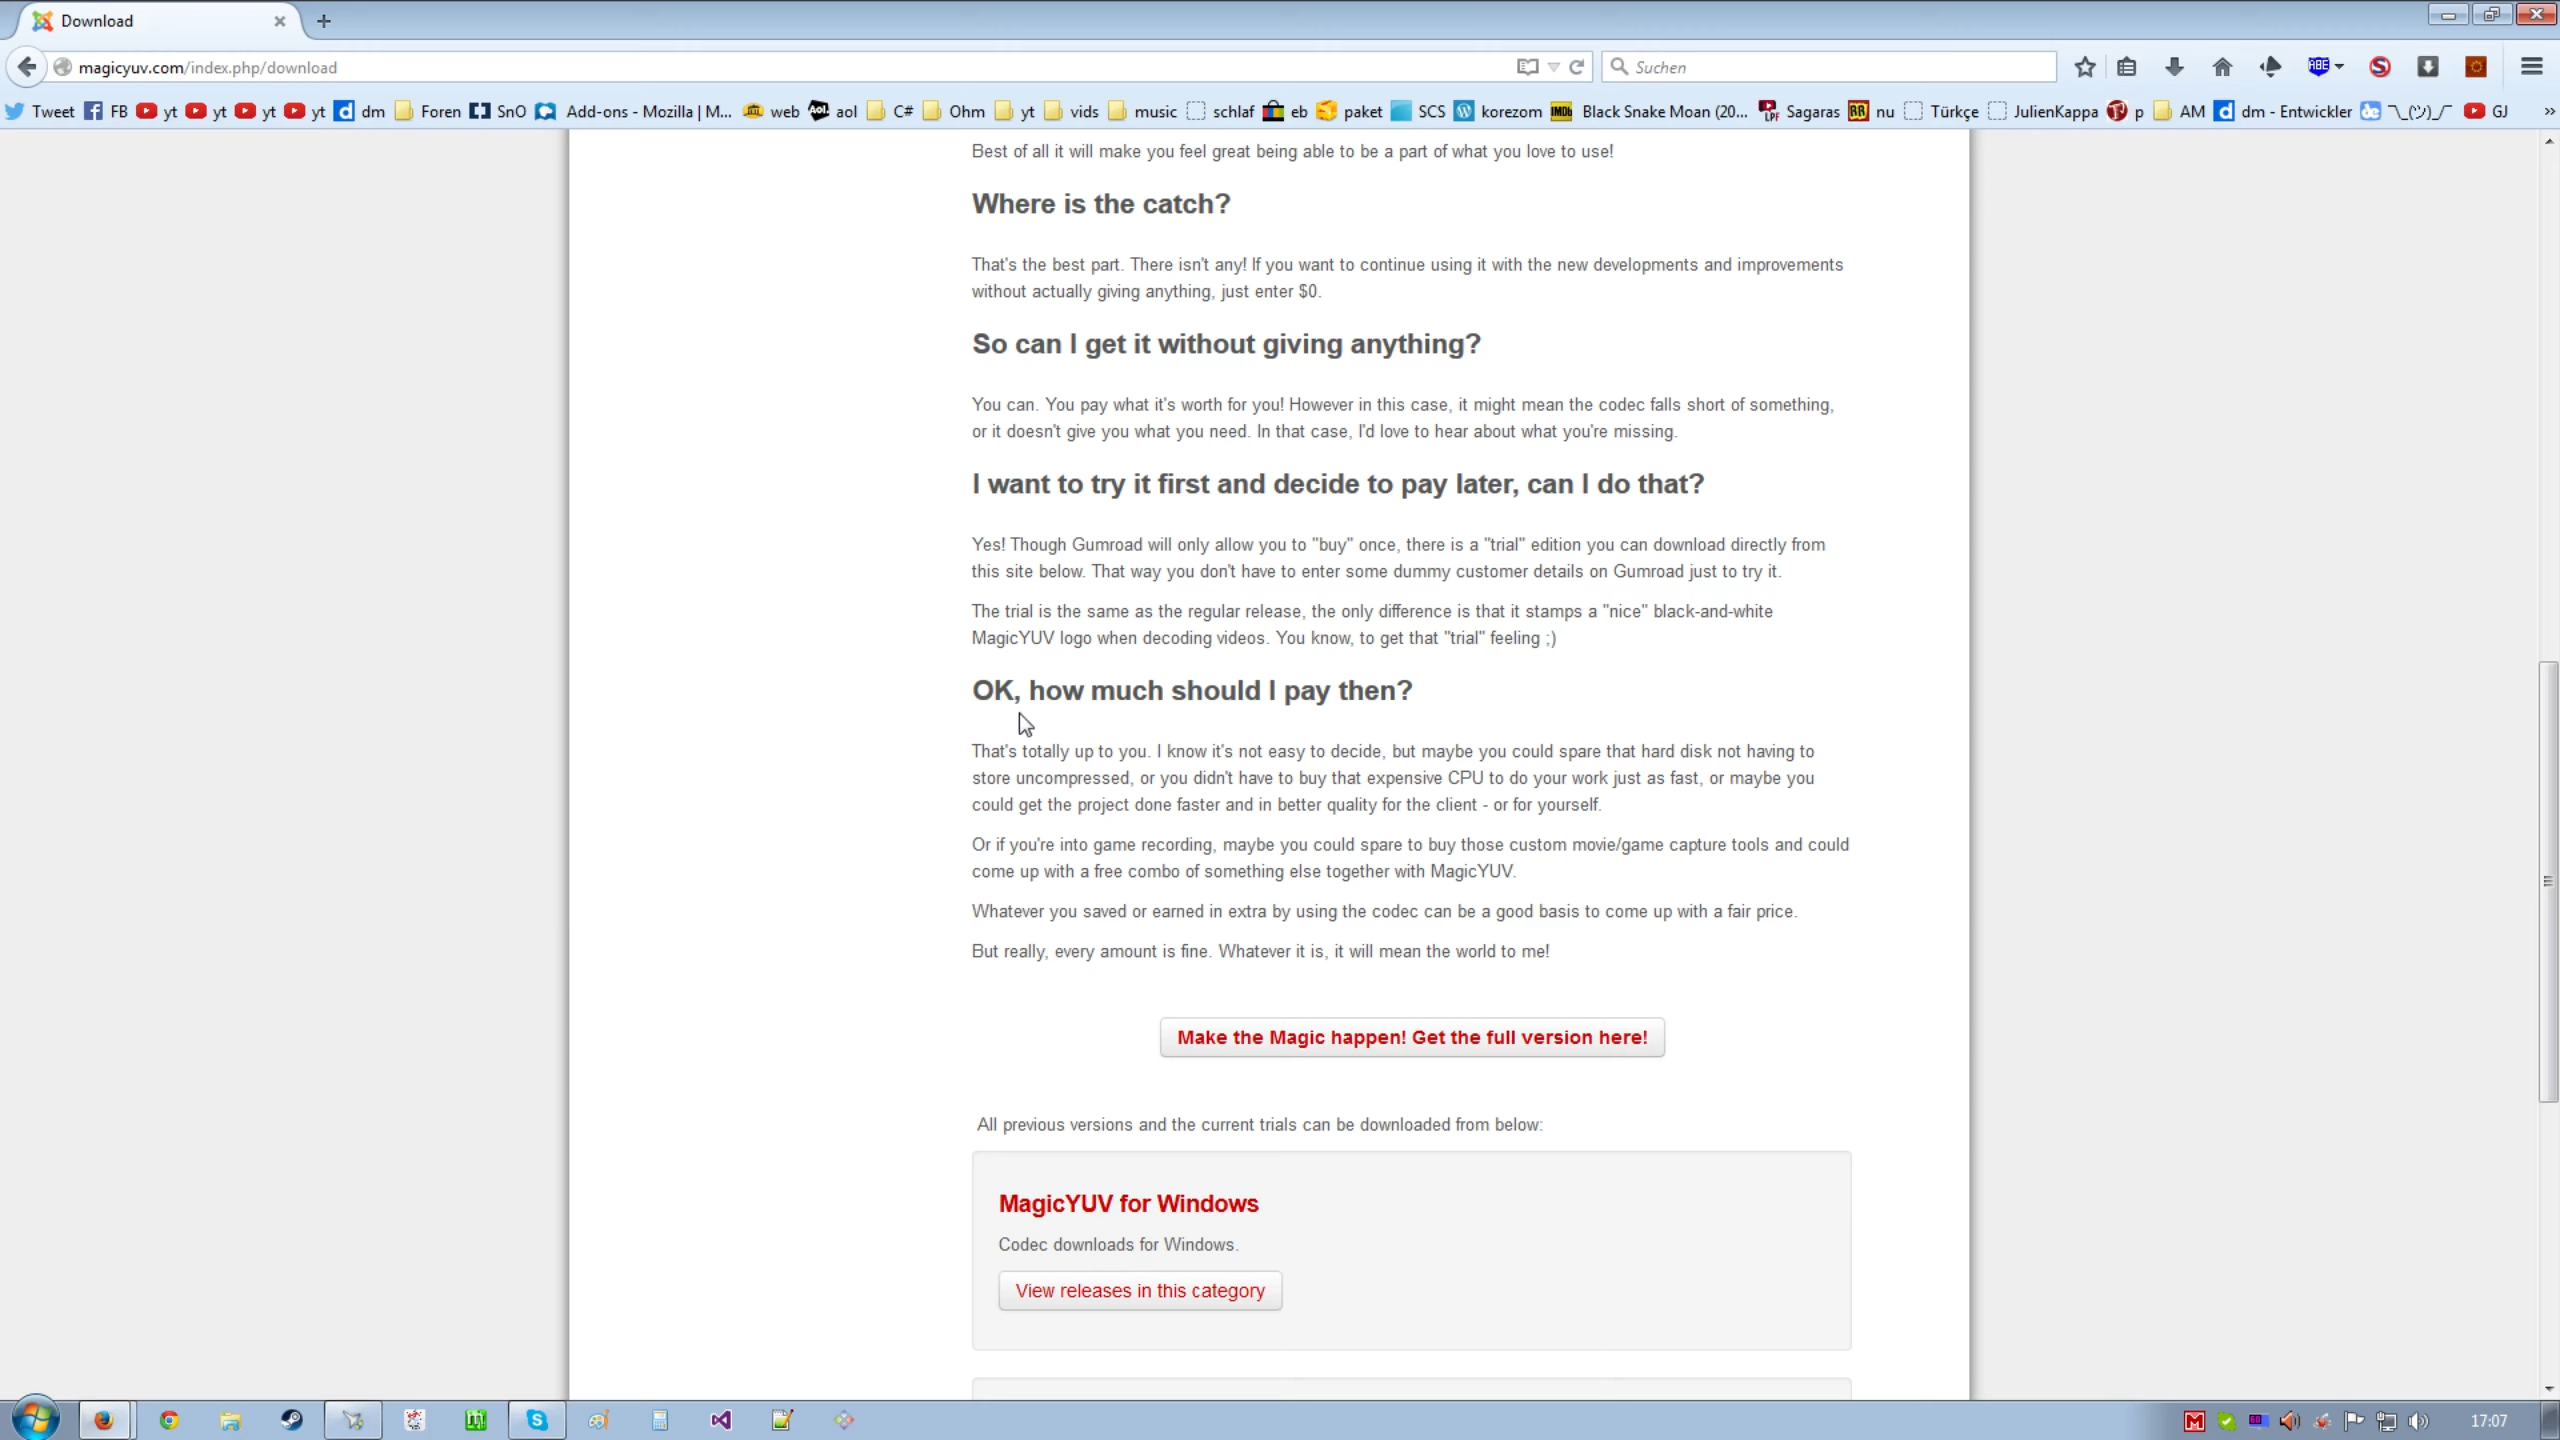 Download
magicyuv.com/index.php/download
Suchen
Tweet FB yt yt yt yt dm Foren SnO Add-ons - Mozilla | M... web aol C# Ohm yt vids music schlaf eb paket SCS korezom Black Snake Moan (20... Sagaras nu Türkçe JulienKappa p AM dm - Entwickler ¯\_(ツ)_/¯ GJ »
Best of all it will make you feel great being able to be a part of what you love to use!
Where is the catch?
That's the best part. There isn't any! If you want to continue using it with the new developments and improvements
without actually giving anything, just enter $0.
So can I get it without giving anything?
You can. You pay what it's worth for you! However in this case, it might mean the codec falls short of something,
or it doesn't give you what you need. In that case, I'd love to hear about what you're missing.
I want to try it first and decide to pay later, can I do that?
Yes! Though Gumroad will only allow you to "buy" once, there is a "trial" edition you can download directly from
this site below. That way you don't have to enter some dummy customer details on Gumroad just to try it.
The trial is the same as the regular release, the only difference is that it stamps a "nice" black-and-white
MagicYUV logo when decoding videos. You know, to get that "trial" feeling ;)
OK, how much should I pay then?
That's totally up to you. I know it's not easy to decide, but maybe you could spare that hard disk not having to
store uncompressed, or you didn't have to buy that expensive CPU to do your work just as fast, or maybe you
could get the project done faster and in better quality for the client - or for yourself.
Or if you're into game recording, maybe you could spare to buy those custom movie/game capture tools and could
come up with a free combo of something else together with MagicYUV.
Whatever you saved or earned in extra by using the codec can be a good basis to come up with a fair price.
But really, every amount is fine. Whatever it is, it will mean the world to me!
Make the Magic happen! Get the full version here!
All previous versions and the current trials can be downloaded from below:
MagicYUV for Windows
Codec downloads for Windows.
View releases in this category
17:07